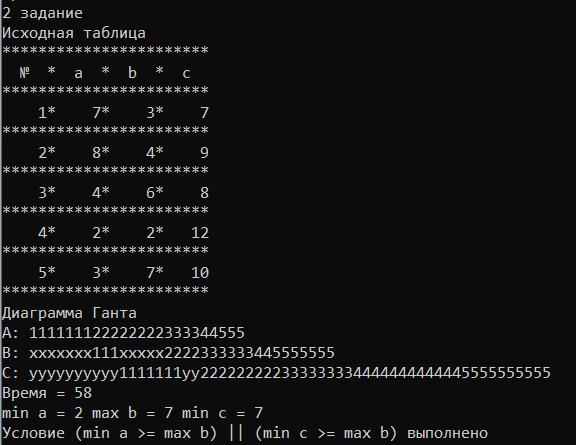 2 задание
Исходная таблица
***********************
№ * a * b * c
***********************
1* 7* 3* 7
***********************
2* 8* 4* 9
***********************
3* 4* 6* 8
***********************
4* 2* 2* 12
***********************
5* 3* 7* 10
***********************
Диаграмма Ганта
A: 111111122222222333344555
B: xxxxxxx111xxxxx2222333333445555555
C: yyyyyyyyyy1111111yy222222222333333334444444444445555555555
Время = 58
min a = 2 max b = 7 min c = 7
Условие (min a >= max b) || (min c >= max b) выполнено